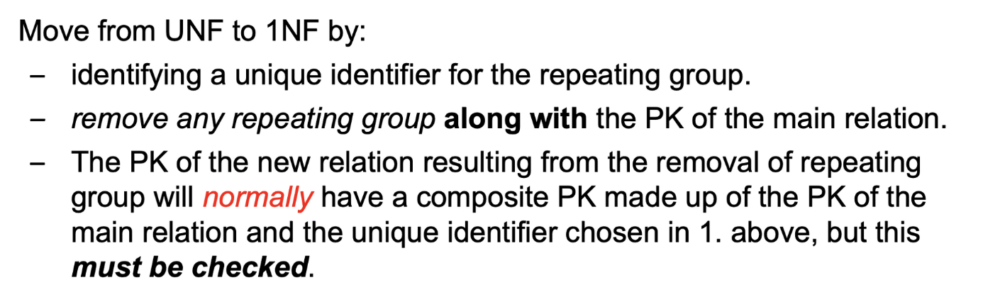 Move from UNF to 1NF by:
– identifying a unique identifier for the repeating group.
– remove any repeating group along with the PK of the main relation.
– The PK of the new relation resulting from the removal of repeating
group will normally have a composite PK made up of the PK of the
main relation and the unique identifier chosen in 1. above, but this
must be checked.